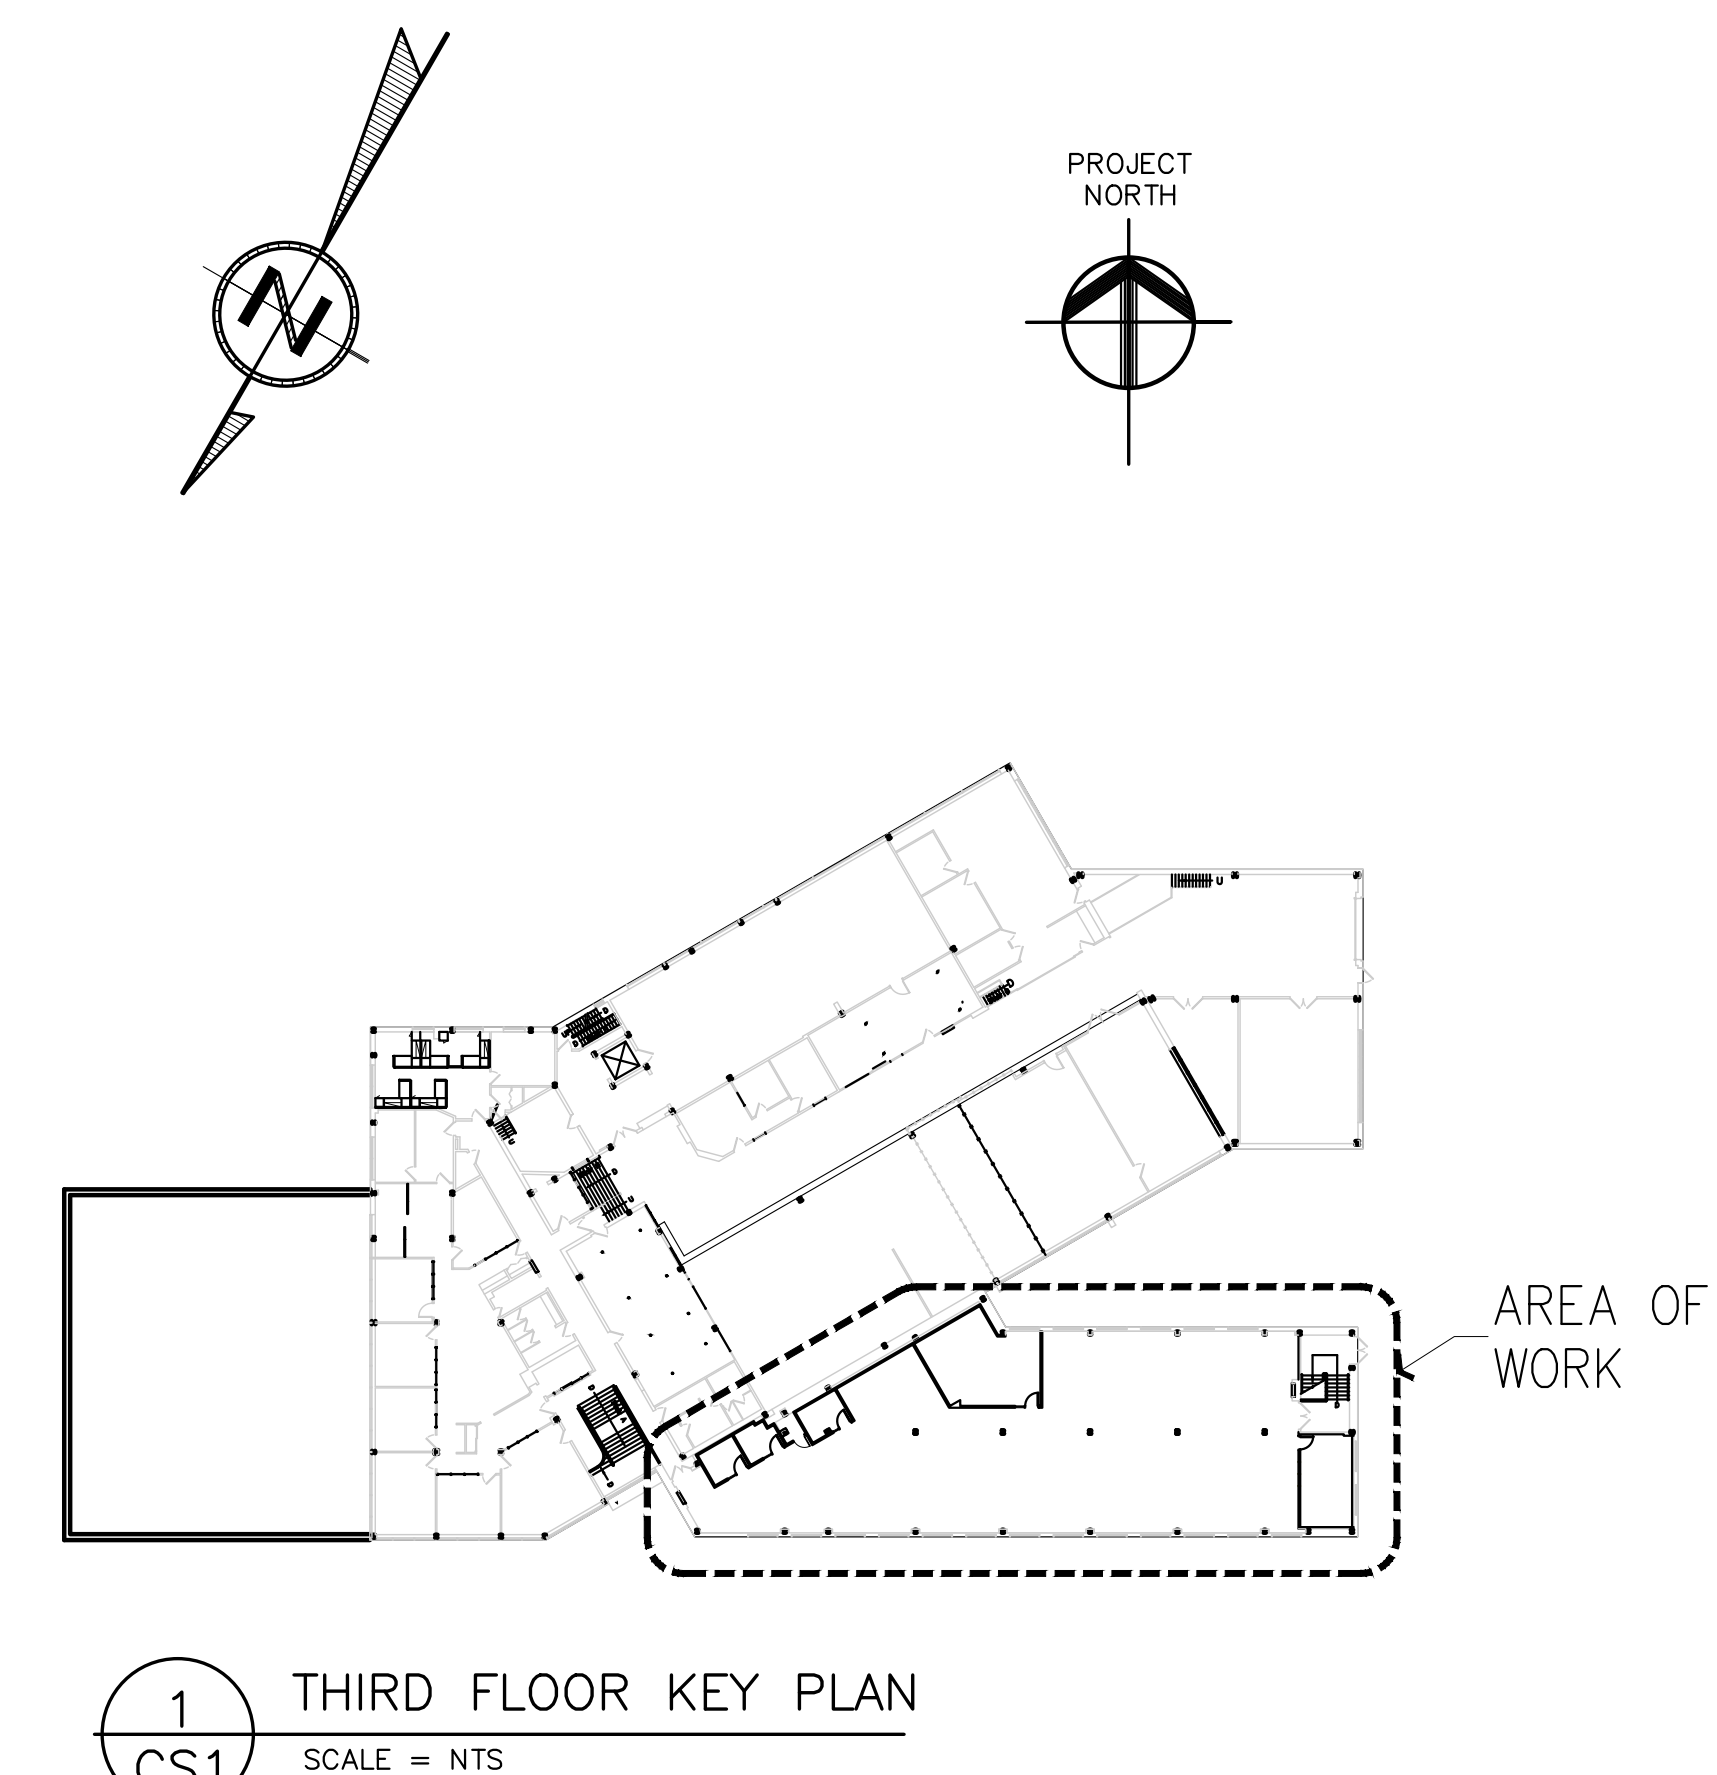 N
PROJECT
NORTH
U
D
D
D
D
U
D
U
A
D
D
D
AREA OF
WORK
1
THIRD FLOOR KEY PLAN
CS1
SCALE = NTS